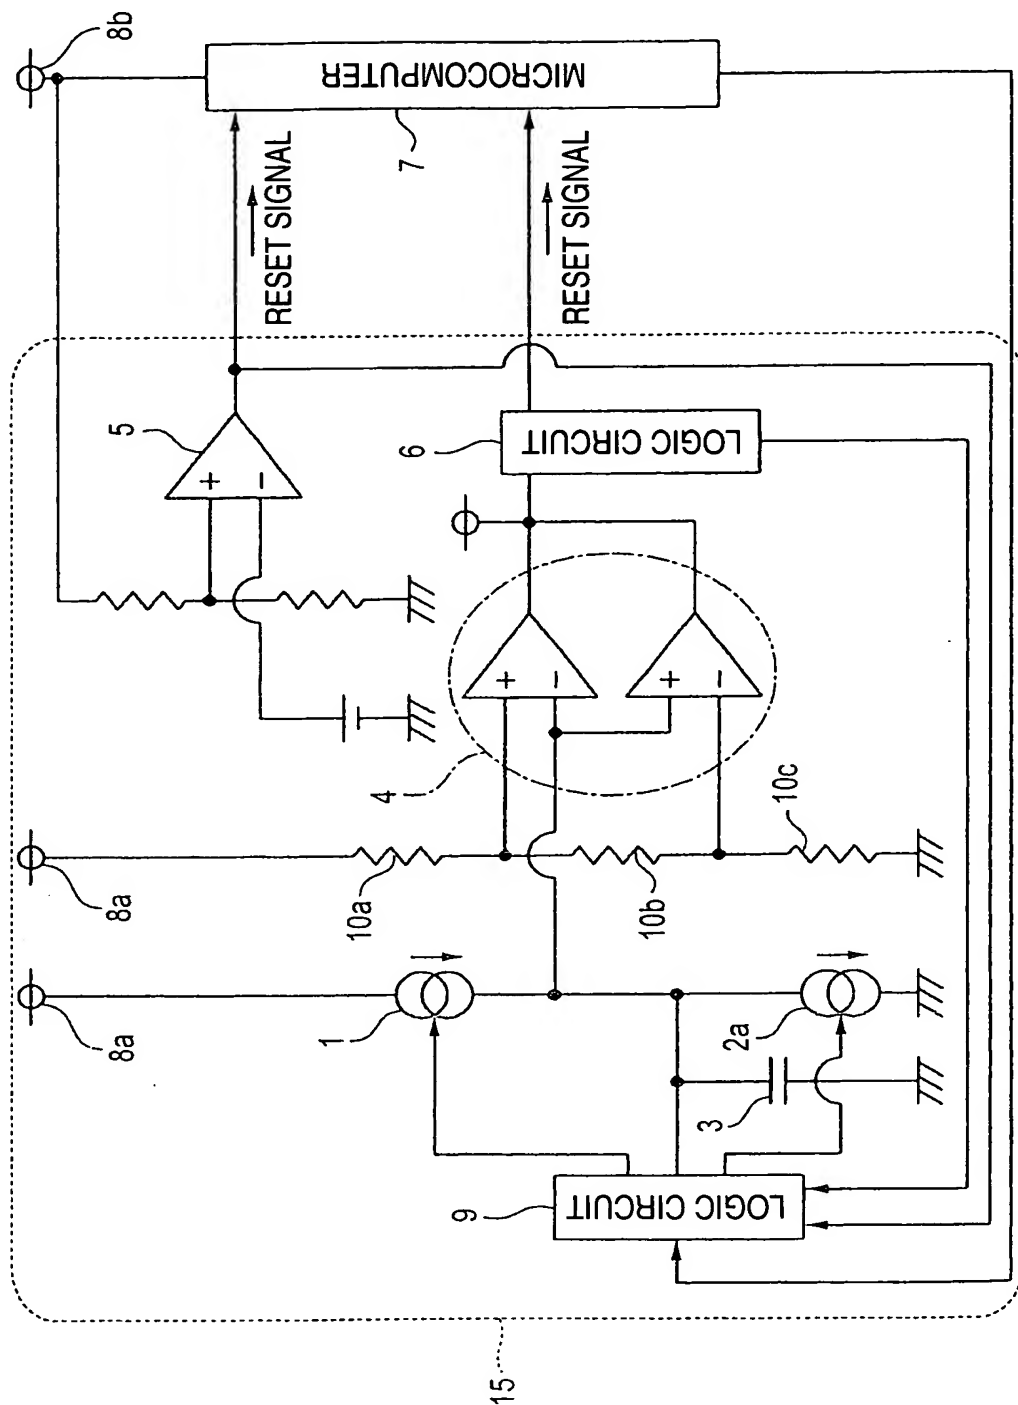 8a
8a
8b
1
10a
4
5
RESET SIGNAL
MICROCOMPUTER
7
+
−
+
−
+
−
6
LOGIC CIRCUIT
RESET SIGNAL
9
LOGIC CIRCUIT
3
2a
10b
10c
15